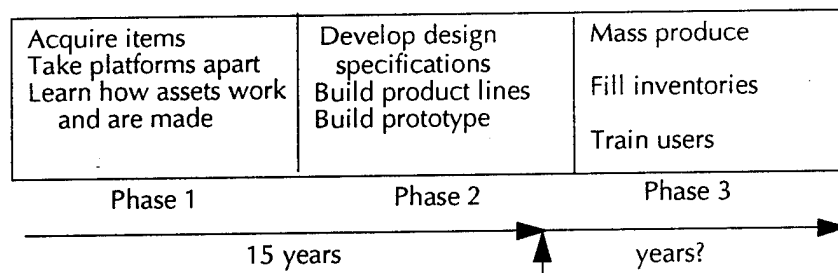 Acquire items
Take platforms apart
Learn how assets work
and are made
Develop design
specifications
Build product lines
Build prototype
Mass produce
Fill inventories
Train users
Phase 1
Phase 2
Phase 3
15 years
years?